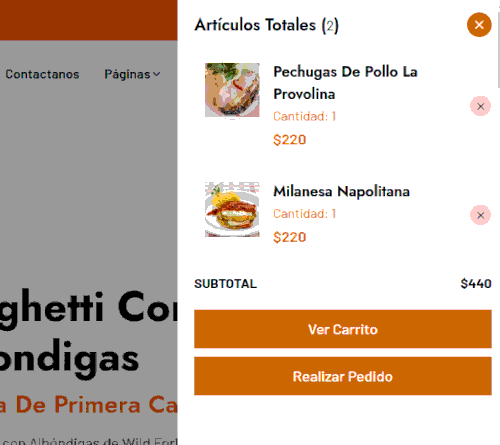 Artículos Totales (2)
Contactanos
Páginas
Pechugas De Pollo La
Provolina
Cantidad: 1
$220
Milanesa Napolitana
Cantidad: 1
$220
SUBTOTAL
$440
Ver Carrito
Realizar Pedido
ghetti Con
ondigas
a De Primera Ca
con Albóndigas de Wild Fork